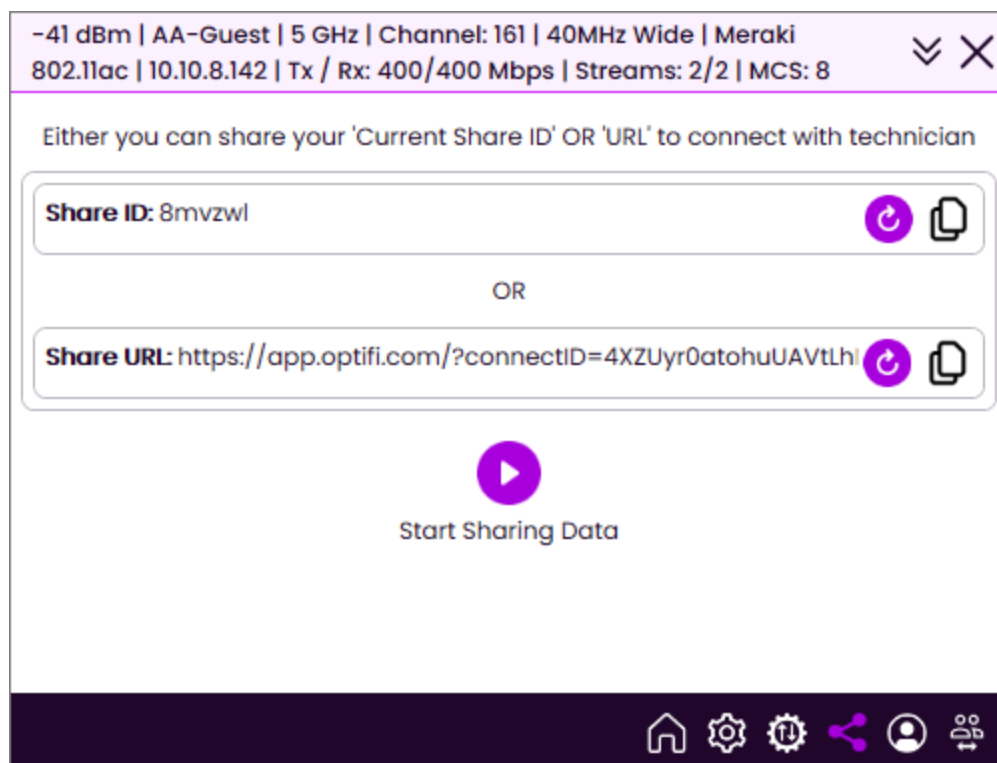 -41 dBm | AA-Guest | 5 GHz | Channel: 161 | 40MHz Wide | Meraki
802.11ac | 10.10.8.142 | Tx / Rx: 400/400 Mbps | Streams: 2/2 | MCS: 8
Either you can share your 'Current Share ID' OR 'URL' to connect with technician
Share ID: 8mvzwl
OR
Share URL: https://app.optifi.com/?connectID=4XZUyr0atohuUAVtLh
Start Sharing Data